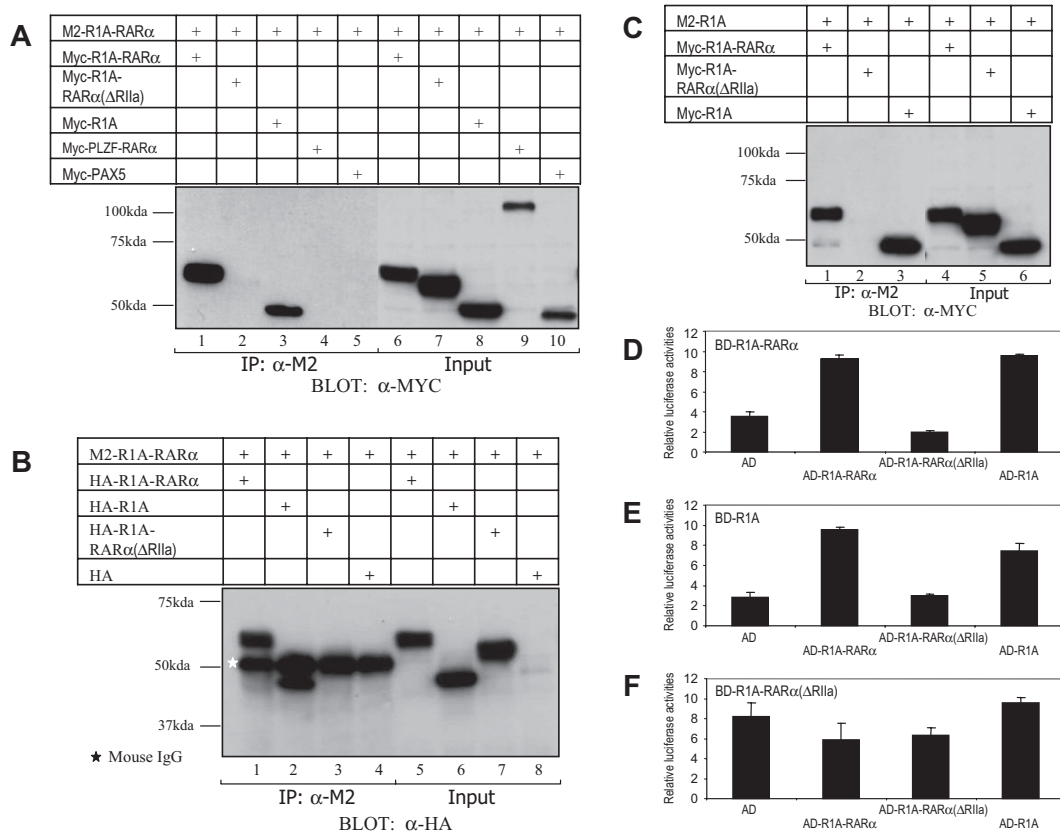 A
M2-R1A-RARα + + + + + + + + + +
Myc-R1A-RARα + +
Myc-R1A-
RARα(ΔRIIa) + +
Myc-R1A + +
Myc-PLZF-RARα + +
Myc-PAX5 + +
100kda
75kda
50kda
1 2 3 4 5 6 7 8 9 10
IP: α-M2 Input
BLOT: α-MYC
B
M2-R1A-RARα + + + + + + + +
HA-R1A-RARα + +
HA-R1A + +
HA-R1A-
RARα(ΔRIIa) + +
HA + +
75kda
50kda
37kda
★ Mouse IgG
1 2 3 4 5 6 7 8
IP: α-M2 Input
BLOT: α-HA
C
M2-R1A + + + + + +
Myc-R1A-RARα + +
Myc-R1A-
RARα(ΔRIIa) + +
Myc-R1A + +
100kda
75kda
50kda
1 2 3 4 5 6
IP: α-M2 Input
BLOT: α-MYC
D
BD-R1A-RARα
Relative luciferase activities
12
10
8
6
4
2
0
AD AD-R1A-RARα AD-R1A-RARα(ΔRIIa) AD-R1A
E
BD-R1A
Relative luciferase activities
12
10
8
6
4
2
0
AD AD-R1A-RARα AD-R1A-RARα(ΔRIIa) AD-R1A
F
BD-R1A-RARα(ΔRIIa)
Relative luciferase activities
12
10
8
6
4
2
0
AD AD-R1A-RARα AD-R1A-RARα(ΔRIIa) AD-R1A